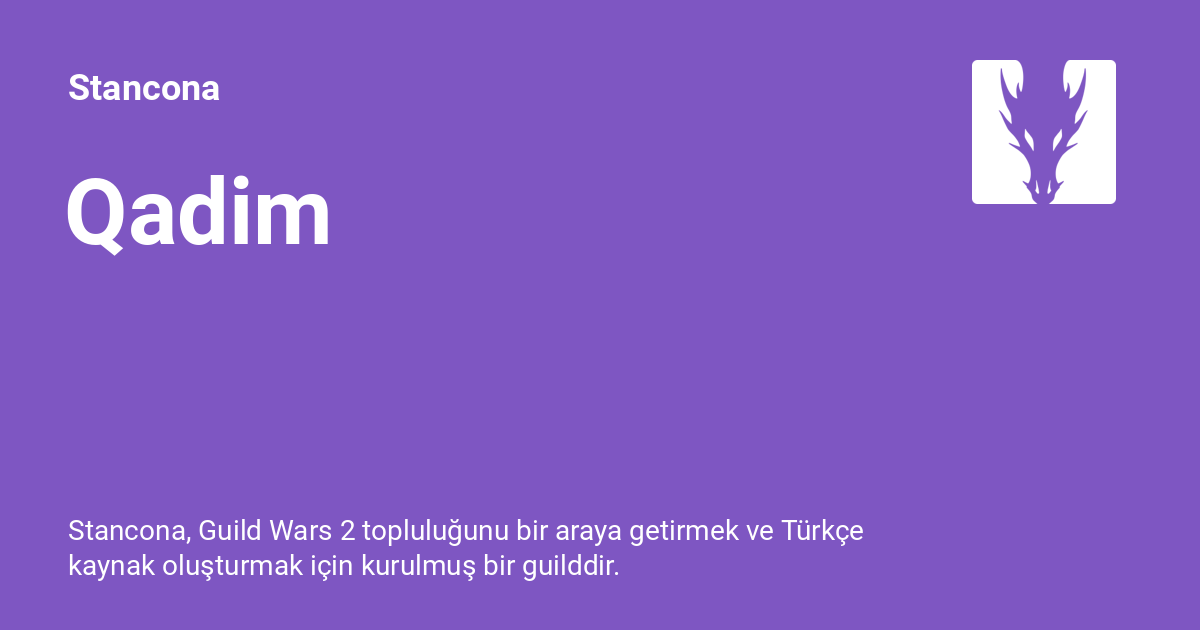 Stancona
Qadim
Stancona, Guild Wars 2 topluluğunu bir araya getirmek ve Türkçe
kaynak oluşturmak için kurulmuş bir guilddir.